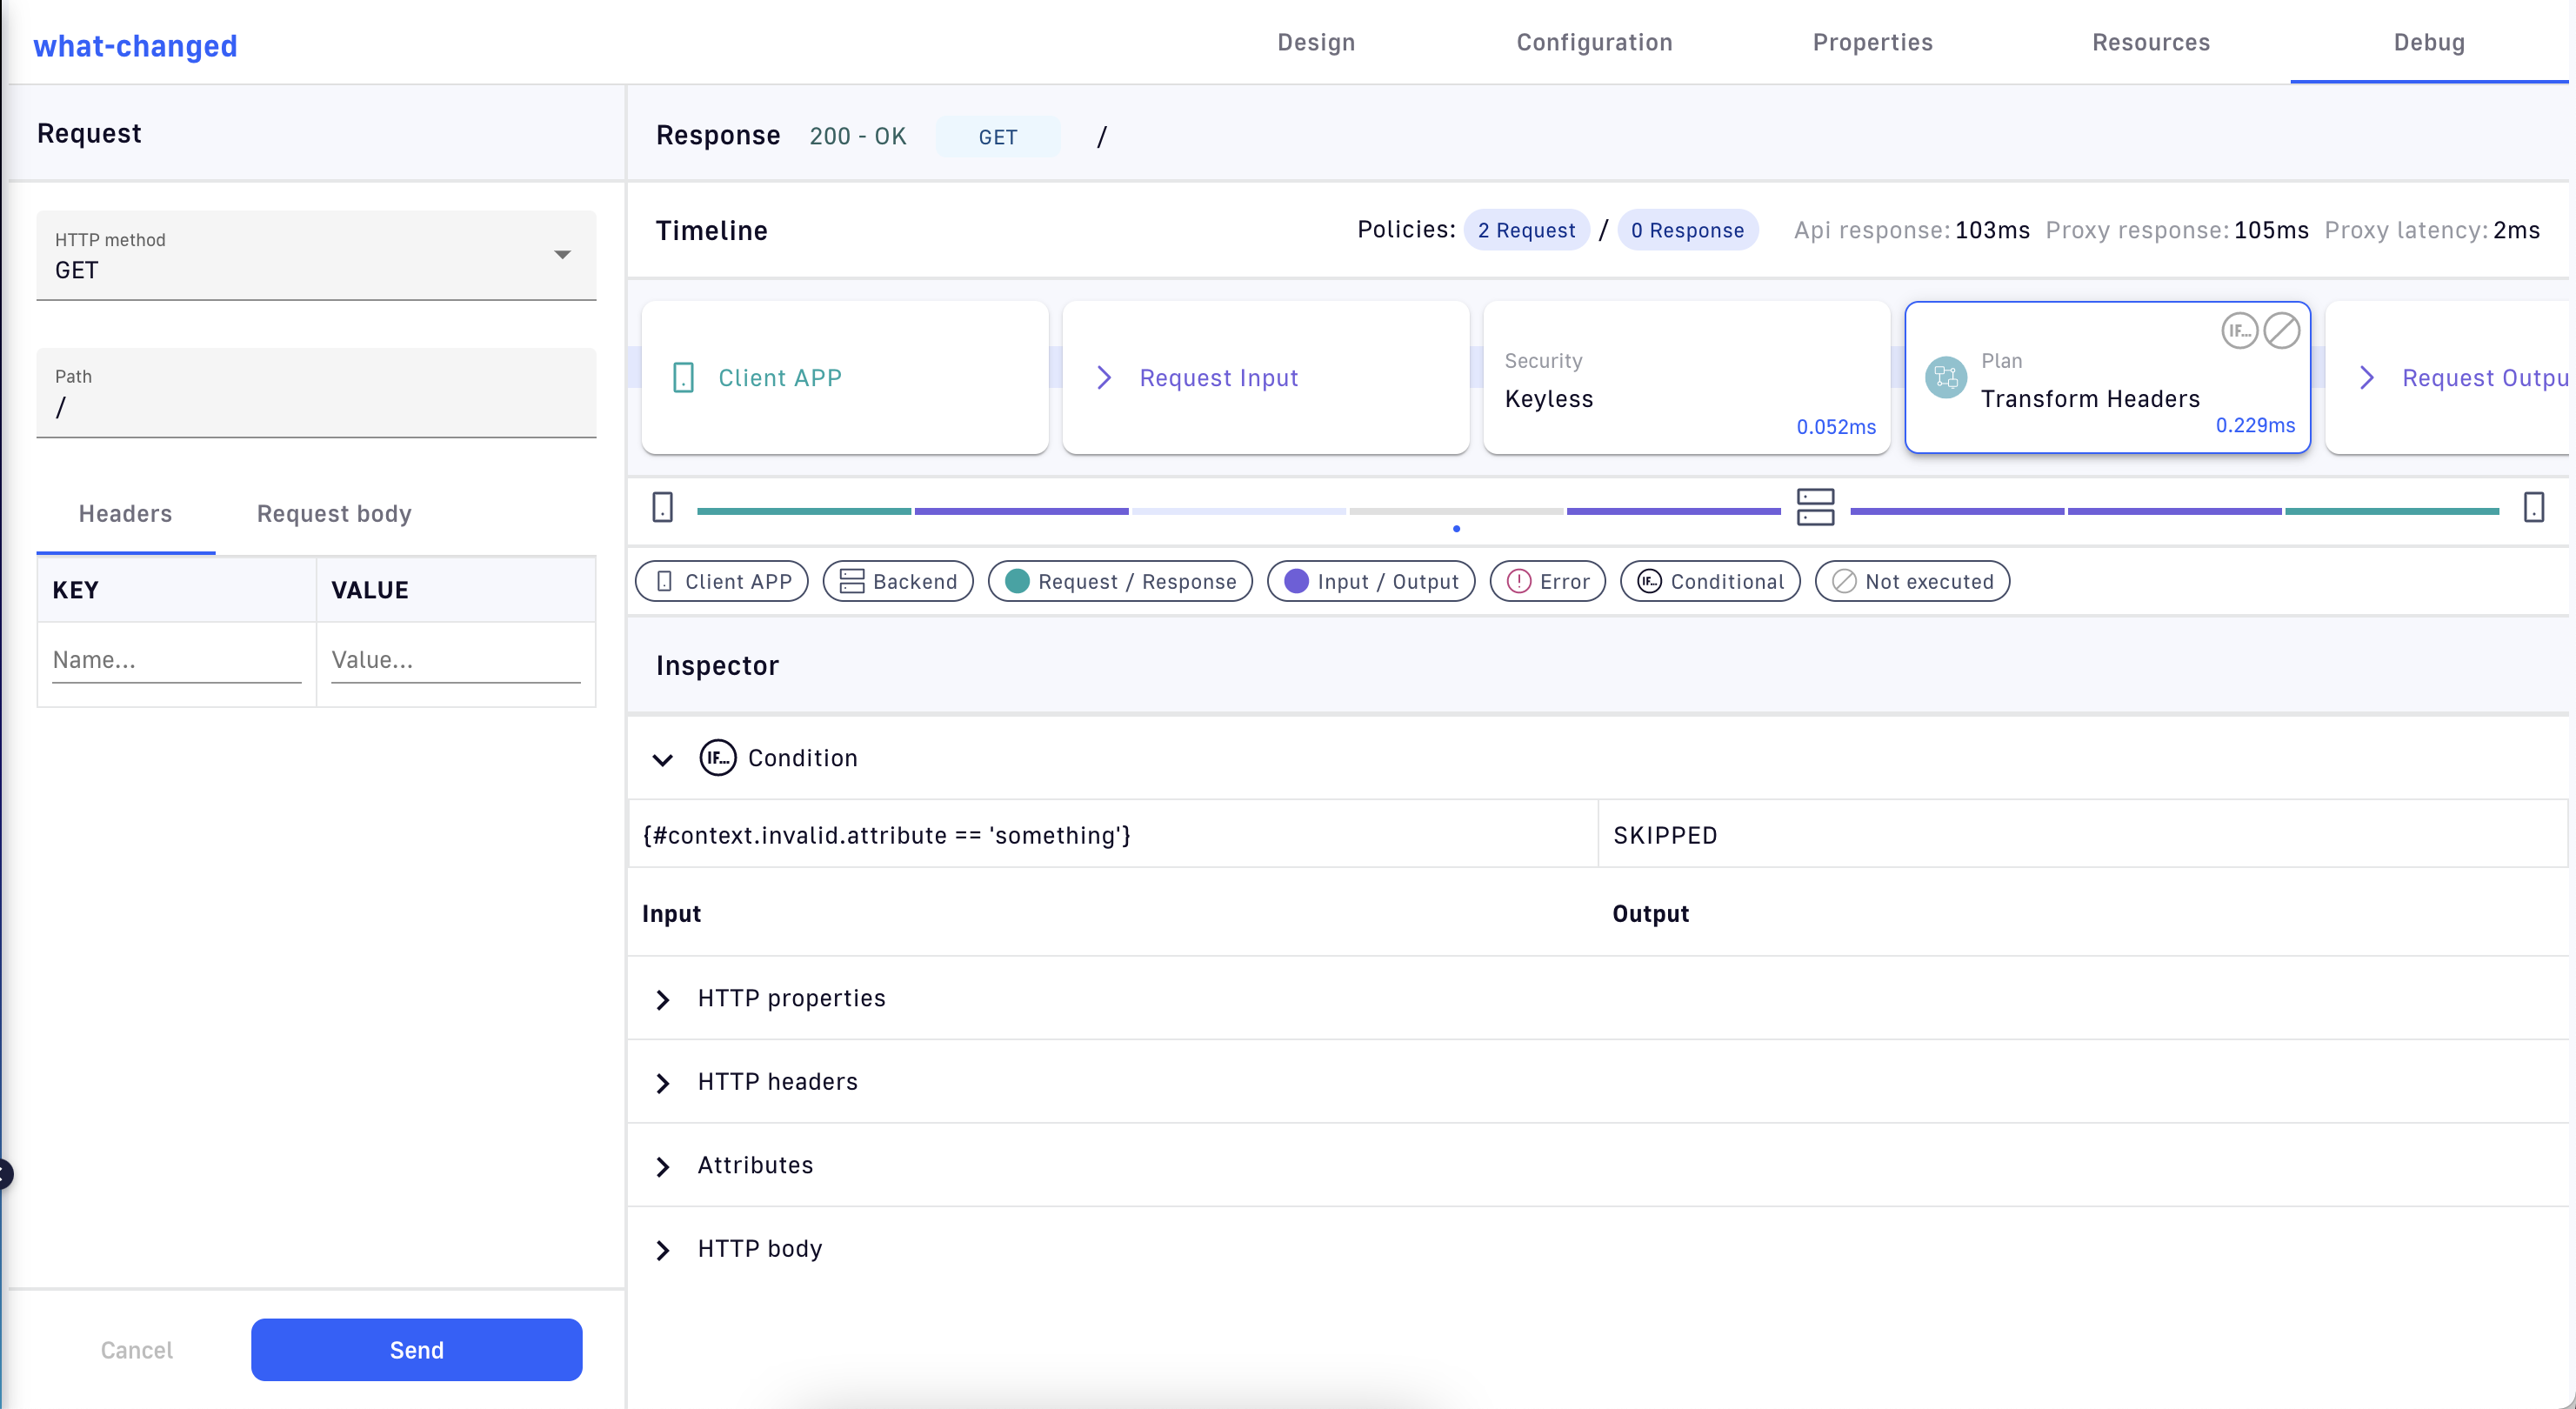 what-changed
Design Configuration Properties Resources Debug
Request
HTTP method
GET
Path
/
Headers Request body
KEY VALUE
Name... Value...
Cancel Send
Response 200 - OK GET /
Timeline Policies: 2 Request / 0 Response Api response: 103ms Proxy response: 105ms Proxy latency: 2ms
Client APP
Request Input
Security
Keyless
0.052ms
IF...
Plan
Transform Headers
0.229ms
Request Outpu
Client APP Backend Request / Response Input / Output Error IF... Conditional Not executed
Inspector
IF... Condition
{#context.invalid.attribute == 'something'} SKIPPED
Input Output
HTTP properties
HTTP headers
Attributes
HTTP body